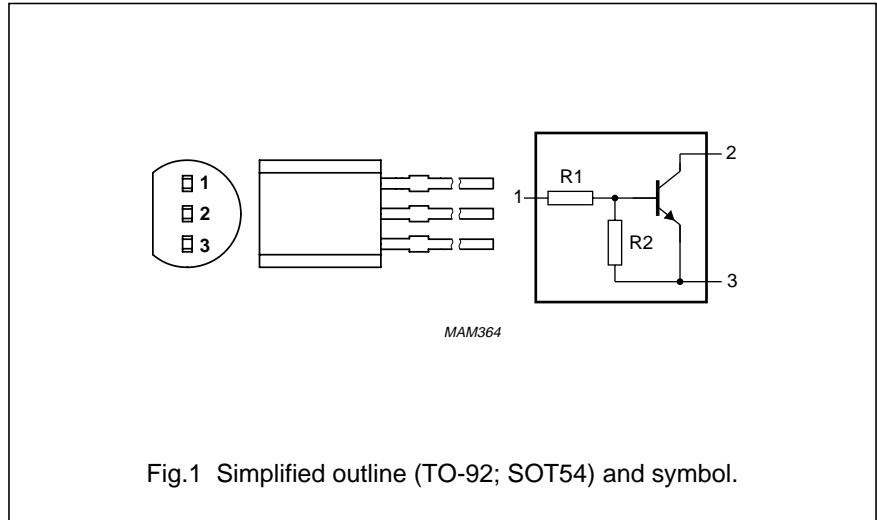 1
2
3
1
R1
R2
2
3
MAM364
Fig.1 Simplified outline (TO-92; SOT54) and symbol.